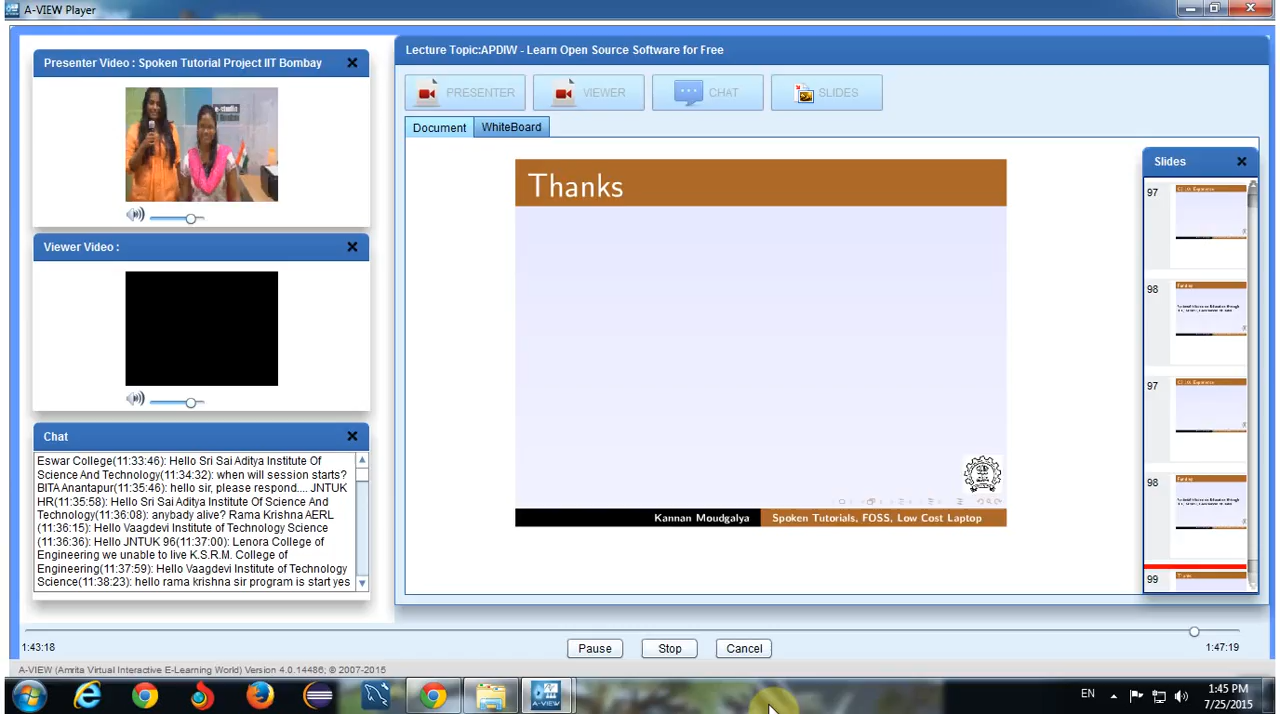 A-VIEW Player
Presenter Video : Spoken Tutorial Project IIT Bombay
Viewer Video :
Chat
Eswar College(11:33:46): Hello Sri Sai Aditya Institute Of
Science And Technology(11:34:32): when will session starts?
BITA Anantapur(11:35:46): hello sir, please respond.... JNTUK
HR(11:35:58): Hello Sri Sai Aditya Institute Of Science And
Technology(11:36:08): anybady alive? Rama Krishna AERL
(11:36:15): Hello Vaagdevi Institute of Technology Science
(11:36:36): Hello JNTUK 96(11:37:00): Lenora College of
Engineering we unable to live K.S.R.M. College of
Engineering(11:37:59): Hello Vaagdevi Institute of Technology
Science(11:38:23): hello rama krishna sir program is start yes
Lecture Topic:APDIW - Learn Open Source Software for Free
PRESENTER
VIEWER
CHAT
SLIDES
Document
WhiteBoard
Thanks
Kannan Moudgalya
Spoken Tutorials, FOSS, Low Cost Laptop
Slides
97
98
Funding
97
98
Funding
99
Thanks
1:43:18
Pause
Stop
Cancel
1:47:19
A-VIEW (Amrita Virtual Interactive E-Learning World) Version 4.0.14486; © 2007-2015
A-VIEW
EN
1:45 PM
7/25/2015